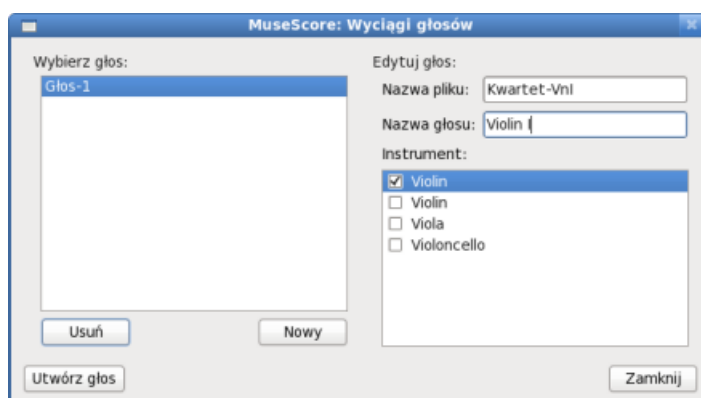 MuseScore: Wyciągi głosów
Wybierz głos:
Głos-1
Usuń
Nowy
Edytuj głos:
Nazwa pliku: Kwartet-VnI
Nazwa głosu: Violin I
Instrument:
Violin
Violin
Viola
Violoncello
Utwórz głos
Zamknij